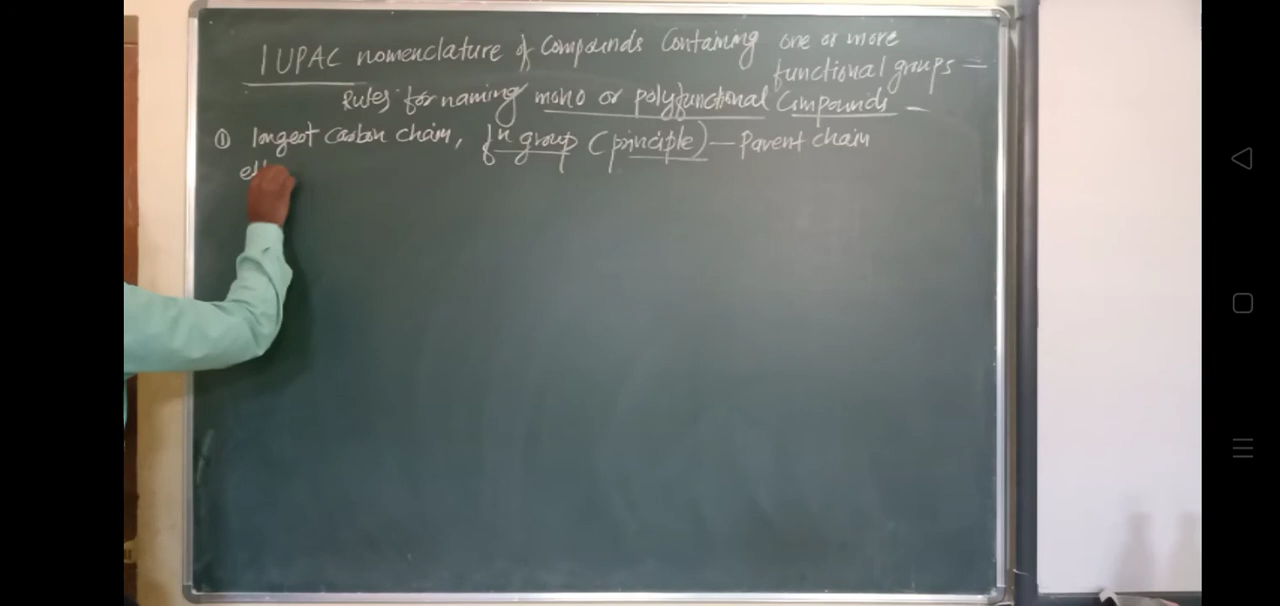 IUPAC nomenclature of Compounds Containing one or more
functional groups —
Rules for naming mono or polyfunctional Compounds —
① longest carbon chain, fn group (principle) — Parent chain